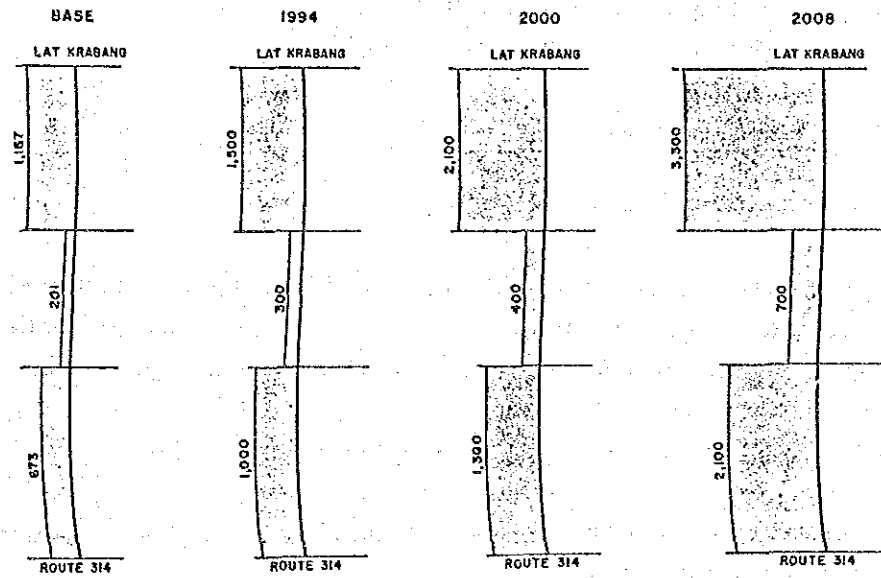 BASE 1994 2000 2008
LAT KRABANG LAT KRABANG LAT KRABANG LAT KRABANG
1,167 1,500 2,100 3,300
201 300 400 700
673 1,000 1,300 2,100
ROUTE 314 ROUTE 314 ROUTE 314 ROUTE 314